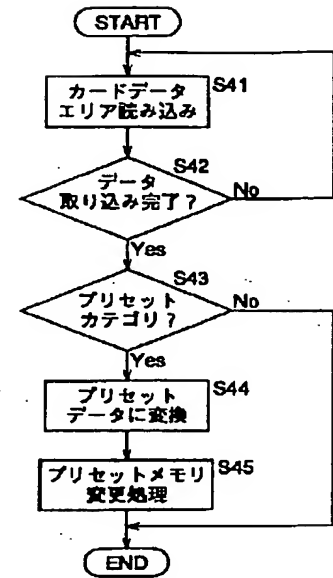 START
カードデータ
エリア読み込み
S41
データ
取り込み完了？
S42
No
Yes
プリセット
カテゴリ？
S43
No
Yes
プリセット
データに変換
S44
プリセットメモリ
変更処理
S45
END